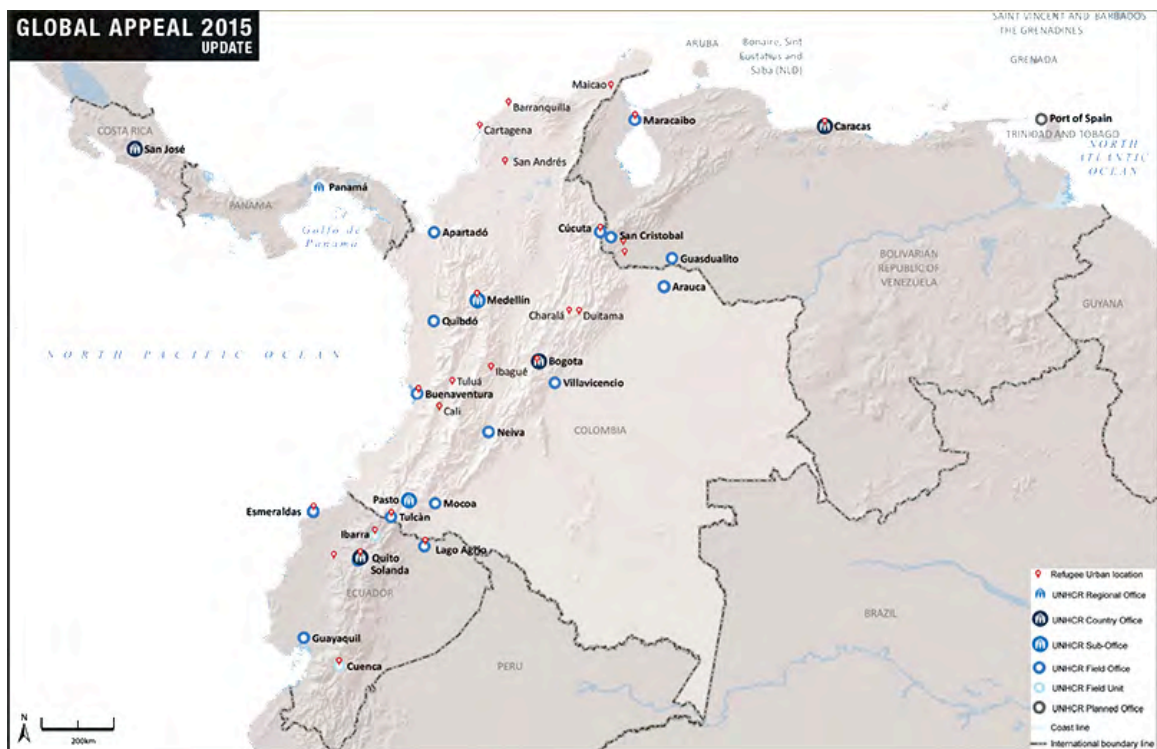 GLOBAL APPEAL 2015
UPDATE
SAINT VINCENT AND BARBADOS
THE GRENADINES
GRENADA
ARUBA
Bonaire, Sint
Eustatius and
Saba (NLD)
Maicao
Barranquilla
Maracaibo
Caracas
Port of Spain
TRINIDAD AND TOBAGO
Cartagena
COSTA RICA
San José
San Andrés
NORTH
ATLANTIC
OCEAN
Panamá
PANAMA
Golfo de
Panama
Apartadó
Cúcuta
San Cristobal
Guasdualito
BOLIVARIAN
REPUBLIC OF
VENEZUELA
Arauca
GUYANA
Medellín
Charalá
Duitama
Quibdó
NORTH PACIFIC OCEAN
Bogota
Ibagué
Tuluá
Villavicencio
Buenaventura
Cali
Neiva
COLOMBIA
Pasto
Mocoa
Esmeraldas
Tulcàn
Ibarra
Lago Agrio
Quito
Solanda
ECUADOR
BRAZIL
Guayaquil
Cuenca
PERU
Refugee Urban location
UNHCR Regional Office
UNHCR Country Office
UNHCR Sub-Office
UNHCR Field Office
UNHCR Field Unit
UNHCR Planned Office
Coast line
International boundary line
N
200km